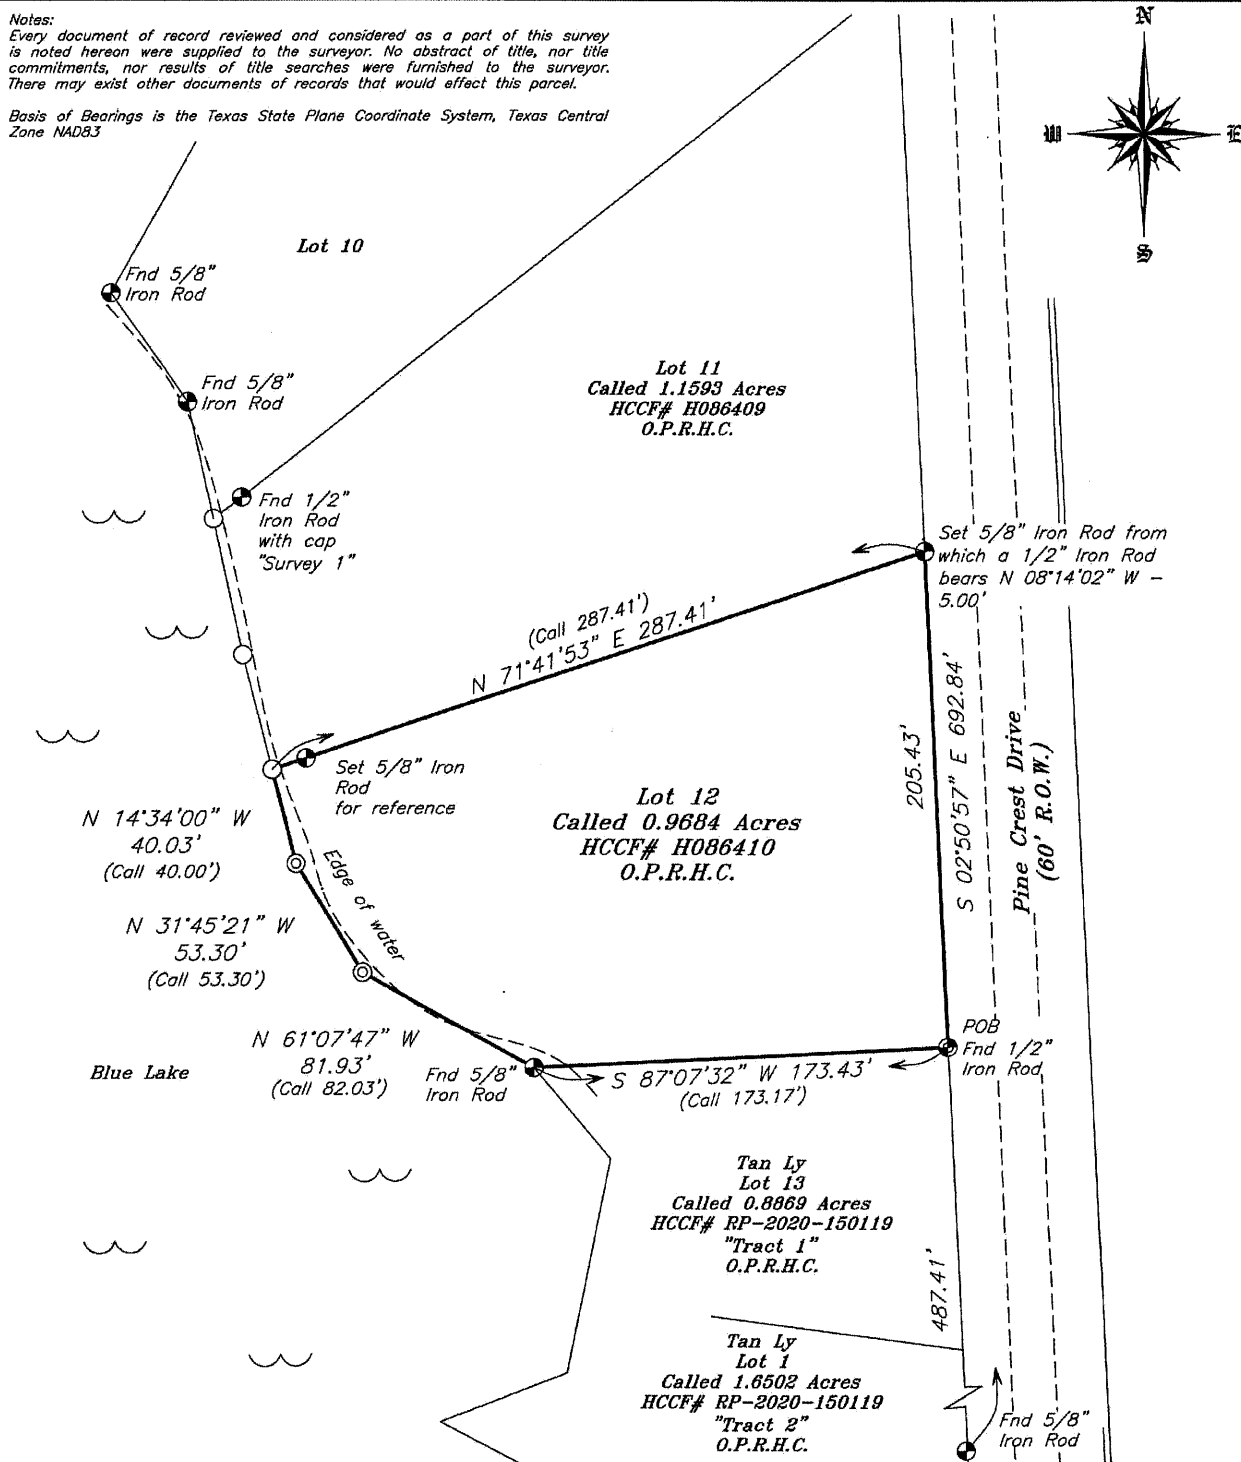 Notes:
Every document of record reviewed and considered as a part of this survey
is noted hereon were supplied to the surveyor. No abstract of title, nor title
commitments, nor results of title searches were furnished to the surveyor.
There may exist other documents of records that would effect this parcel.
Basis of Bearings is the Texas State Plane Coordinate System, Texas Central
Zone NAD83
N
W
E
S
Lot 10
Fnd 5/8"
Iron Rod
Fnd 5/8"
Iron Rod
Lot 11
Called 1.1593 Acres
HCCF# H086409
O.P.R.H.C.
Fnd 1/2"
Iron Rod
with cap
"Survey 1"
Set 5/8" Iron Rod from
which a 1/2" Iron Rod
bears N 08°14'02" W -
5.00'
(Call 287.41')
N 71°41'53" E 287.41'
Set 5/8" Iron
Rod
for reference
205.43'
S 02°50'57" E 692.84'
Pine Crest Drive
(60' R.O.W.)
Lot 12
Called 0.9684 Acres
HCCF# H086410
O.P.R.H.C.
N 14°34'00" W
40.03'
(Call 40.00')
Edge of water
N 31°45'21" W
53.30'
(Call 53.30')
N 61°07'47" W
81.93'
(Call 82.03')
Blue Lake
Fnd 5/8"
Iron Rod
S 87°07'32" W 173.43'
(Call 173.17')
POB
Fnd 1/2"
Iron Rod
Tan Ly
Lot 13
Called 0.8869 Acres
HCCF# RP-2020-150119
"Tract 1"
O.P.R.H.C.
487.41'
Tan Ly
Lot 1
Called 1.6502 Acres
HCCF# RP-2020-150119
"Tract 2"
O.P.R.H.C.
Fnd 5/8"
Iron Rod